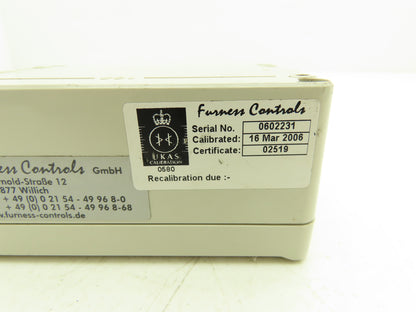 Furness Controls
Serial No. 0602231
Calibrated: 16 Mar 2006
Certificate: 02519
UKAS
CALIBRATION
0580
Recalibration due :-
ss Controls GmbH
nold-Straße 12
877 Willich
+ 49 (0) 0 21 54 - 49 96 8-0
+ 49 (0) 0 21 54 - 49 96 8-68
w.furness-controls.de